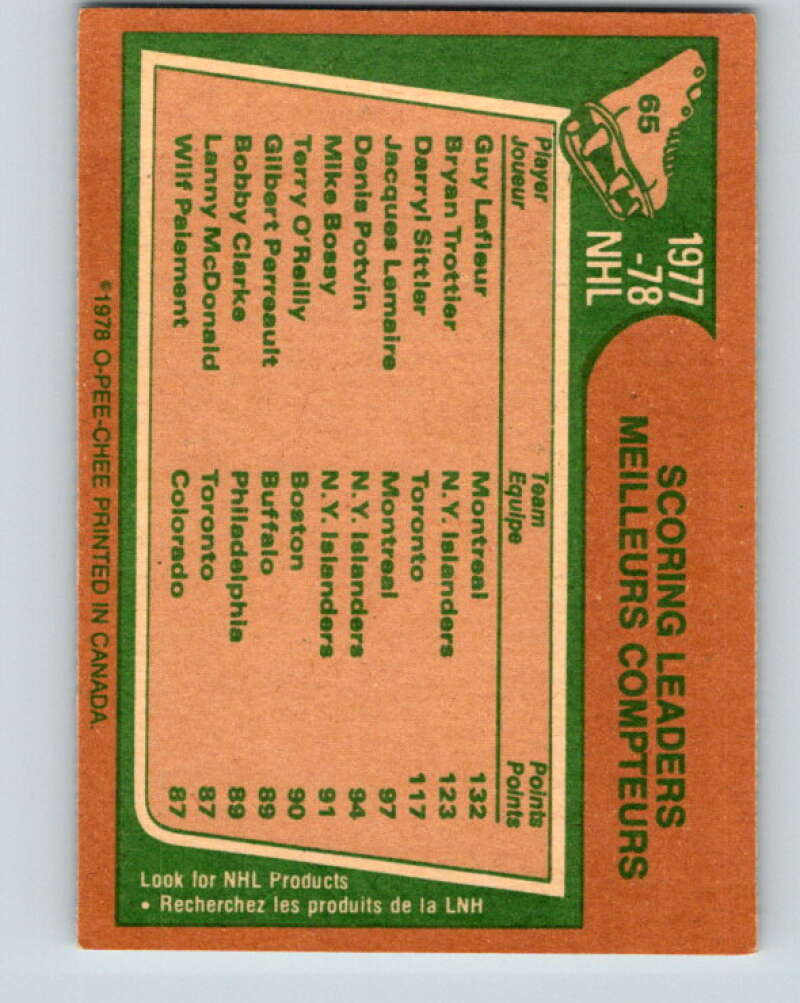 65
1977
-78
NHL
SCORING LEADERS
MEILLEURS COMPTEURS
Player Team Points
Joueur Equipe Points
Guy Lafleur Montreal 132
Bryan Trottier N.Y. Islanders 123
Darryl Sittler Toronto 117
Jacques Lemaire Montreal 97
Denis Potvin N.Y. Islanders 94
Mike Bossy N.Y. Islanders 91
Terry O'Reilly Boston 90
Gilbert Perreault Buffalo 89
Bobby Clarke Philadelphia 89
Lanny McDonald Toronto 87
Wilf Paiement Colorado 87
Look for NHL Products
• Recherchez les produits de la LNH
©1978 O-PEE-CHEE PRINTED IN CANADA.